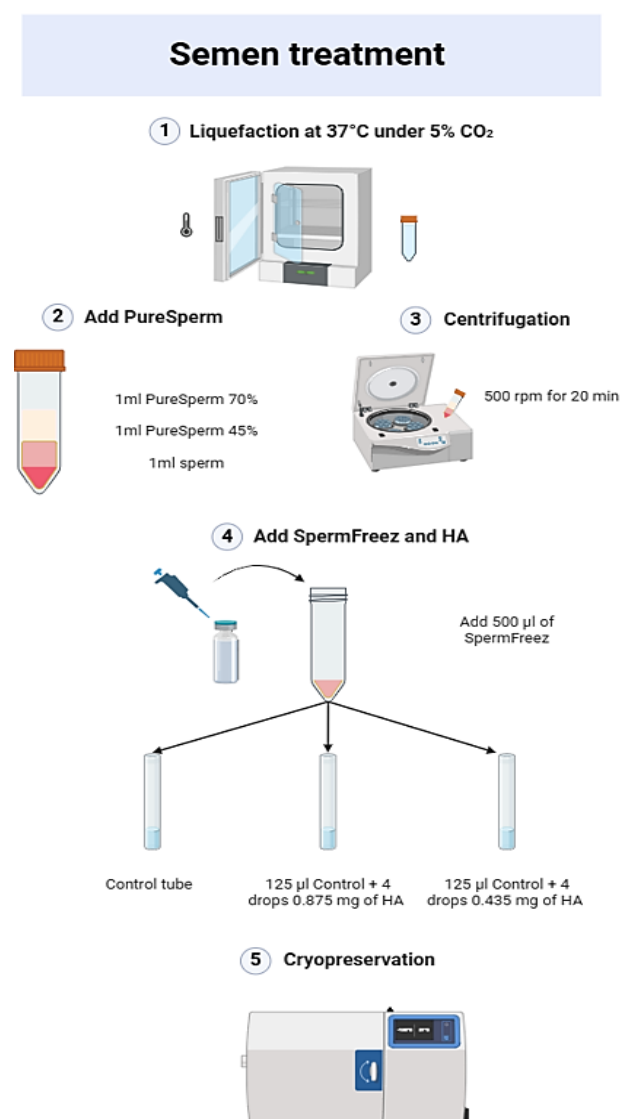 Semen treatment
1 Liquefaction at 37°C under 5% CO₂
2 Add PureSperm
3 Centrifugation
1ml PureSperm 70%
1ml PureSperm 45%
1ml sperm
500 rpm for 20 min
4 Add SpermFreez and HA
Add 500 µl of
SpermFreez
Control tube
125 µl Control + 4
drops 0.875 mg of HA
125 µl Control + 4
drops 0.435 mg of HA
5 Cryopreservation